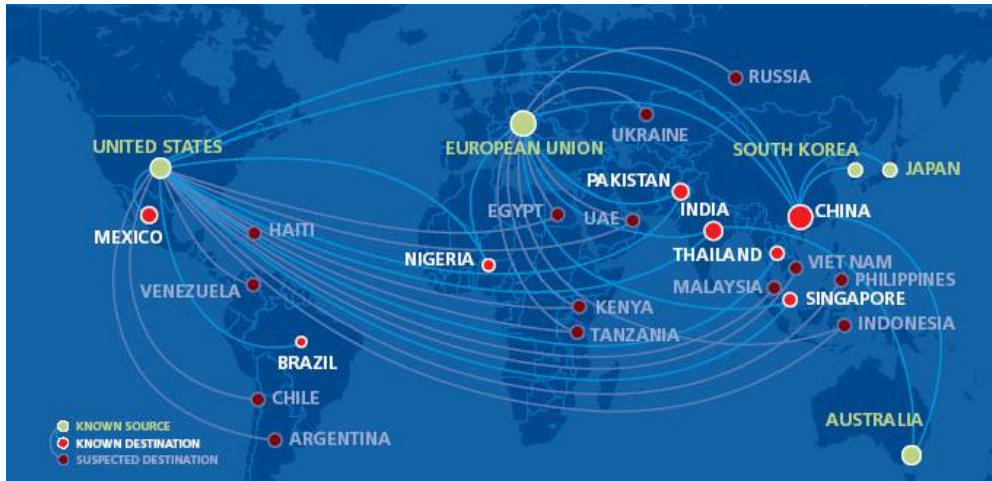 RUSSIA
UKRAINE
UNITED STATES
EUROPEAN UNION
SOUTH KOREA
JAPAN
PAKISTAN
INDIA
CHINA
EGYPT
UAE
MEXICO
HAITI
NIGERIA
THAILAND
VIET NAM
VENEZUELA
MALAYSIA
PHILIPPINES
SINGAPORE
KENYA
TANZANIA
INDONESIA
BRAZIL
CHILE
AUSTRALIA
ARGENTINA
KNOWN SOURCE
KNOWN DESTINATION
SUSPECTED DESTINATION